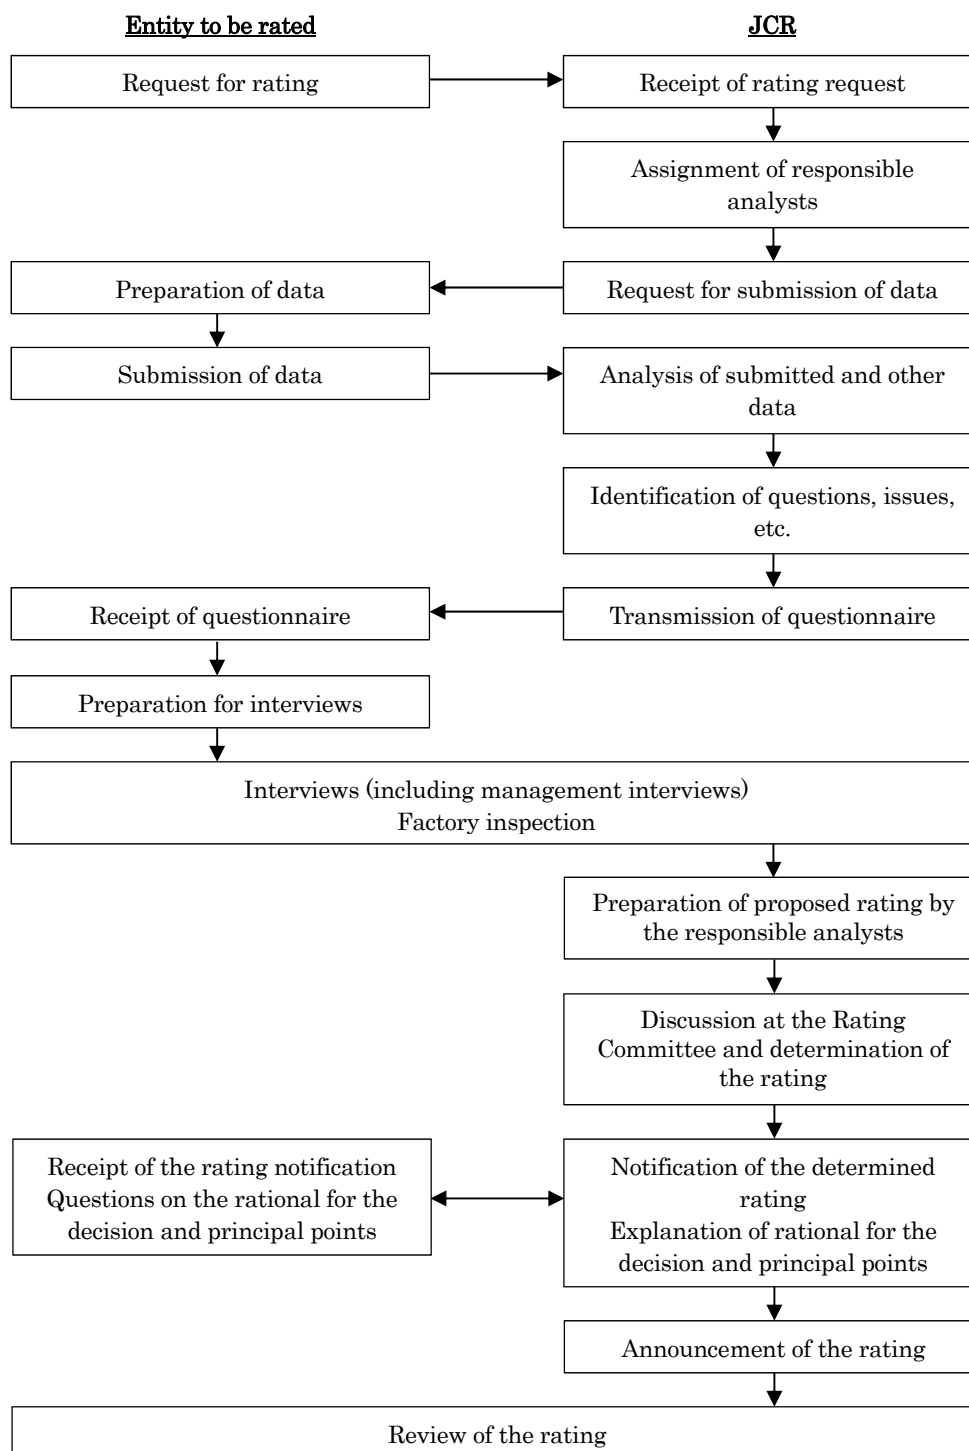 Entity to be rated
JCR
Request for rating
Receipt of rating request
Assignment of responsible
analysts
Preparation of data
Request for submission of data
Submission of data
Analysis of submitted and other
data
Identification of questions, issues,
etc.
Receipt of questionnaire
Transmission of questionnaire
Preparation for interviews
Interviews (including management interviews)
Factory inspection
Preparation of proposed rating by
the responsible analysts
Discussion at the Rating
Committee and determination of
the rating
Receipt of the rating notification
Questions on the rational for the
decision and principal points
Notification of the determined
rating
Explanation of rational for the
decision and principal points
Announcement of the rating
Review of the rating